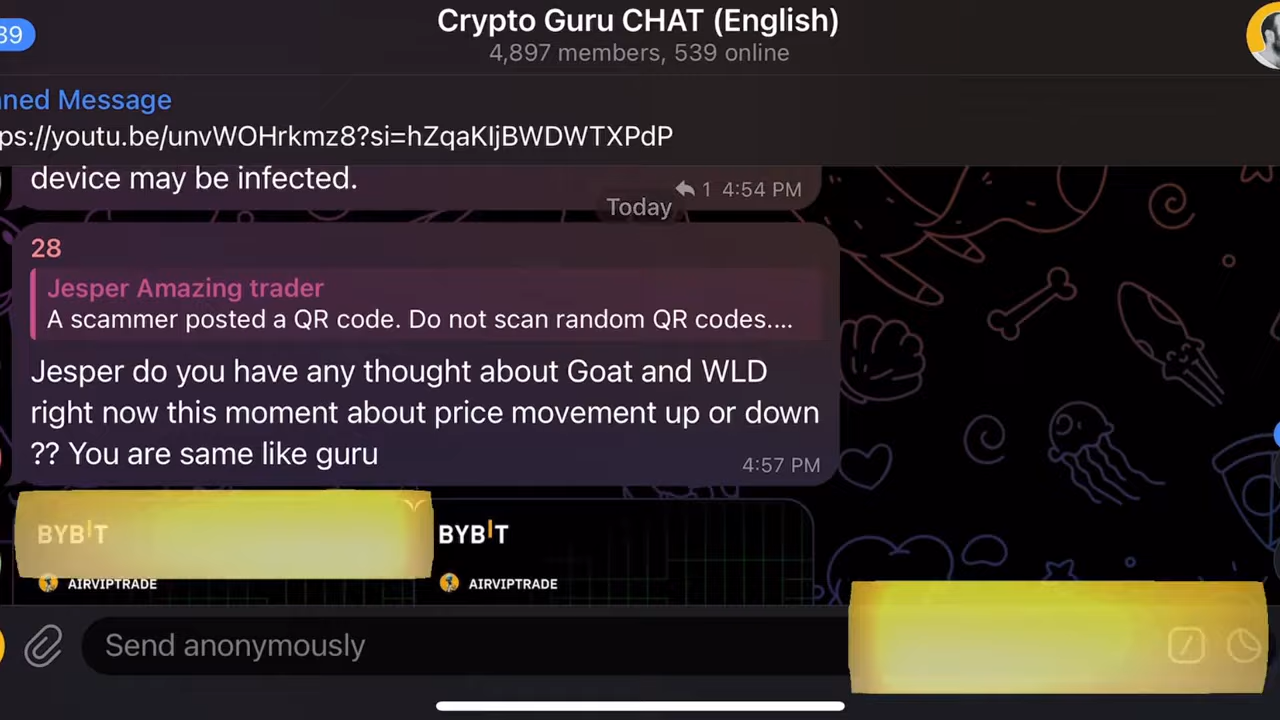 39
Crypto Guru CHAT (English)
4,897 members, 539 online
nned Message
ps://youtu.be/unvWOHrkmz8?si=hZqaKIjBWDWTXPdP
device may be infected.
1 4:54 PM
Today
28
Jesper Amazing trader
A scammer posted a QR code. Do not scan random QR codes....
Jesper do you have any thought about Goat and WLD
right now this moment about price movement up or down
?? You are same like guru
4:57 PM
BYBIT BYBIT
AIRVIPTRADE AIRVIPTRADE
Send anonymously